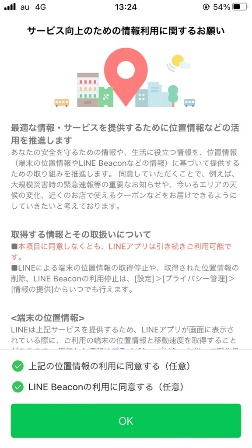 au 4G 13:24 54%
サービス向上のための情報利用に関するお願い
最適な情報・サービスを提供するために位置情報などの活
用を推進します
あなたの安全を守るための情報や、生活に役立つ情報を、位置情報
（端末の位置情報やLINE Beaconなどの情報）に基づいて提供する
ための取り組みを推進します。同意していただくことで、例えば、
大規模災害時の緊急速報等の重要なお知らせや、今いるエリアの天
候の変化、近くのお店で使えるクーポンなどをお届けできるように
していきたいと考えております。
取得する情報とその取扱いについて
■本項目に同意しなくとも、LINEアプリは引き続きご利用可能で
す。
■LINEによる端末の位置情報の取得停止や、取得された位置情報の
削除、LINE Beaconの利用停止は、[設定]＞[プライバシー管理]＞
[情報の提供]からいつでも行えます。
<端末の位置情報>
LINEは上記サービスを提供するため、LINEアプリが画面に表示さ
れている際に、ご利用の端末の位置情報と移動速度を取得すること
上記の位置情報の利用に同意する（任意）
LINE Beaconの利用に同意する（任意）
OK